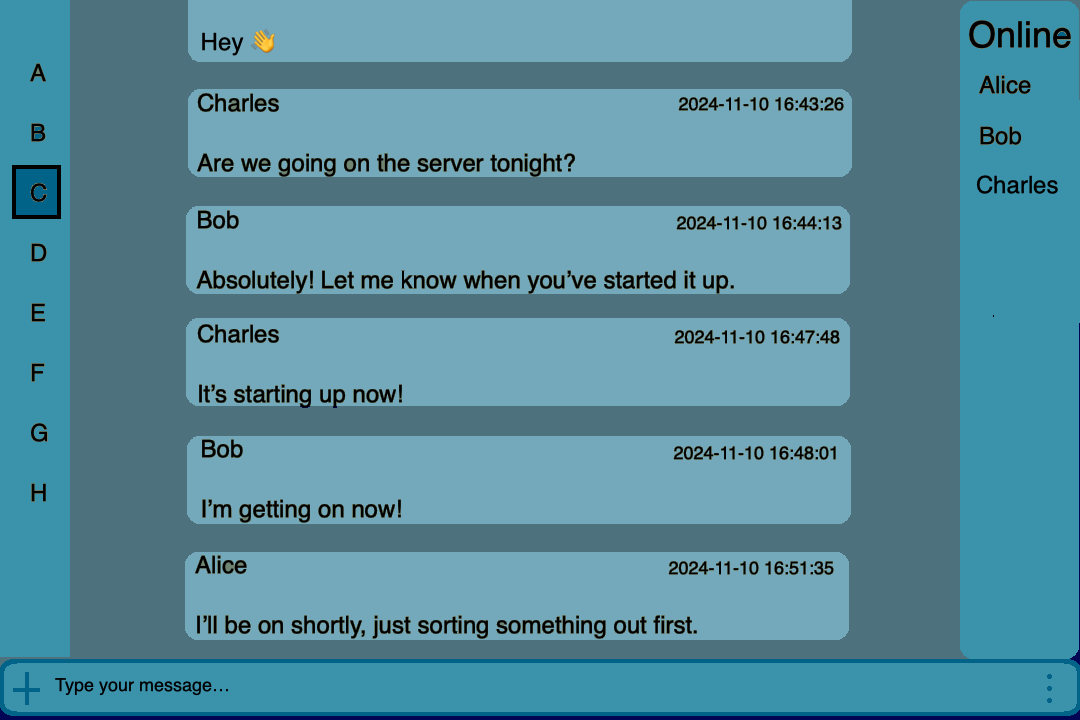 A
B
C
D
E
F
G
H
Hey 👋
Charles
2024-11-10 16:43:26
Are we going on the server tonight?
Bob
2024-11-10 16:44:13
Absolutely! Let me know when you’ve started it up.
Charles
2024-11-10 16:47:48
It’s starting up now!
Bob
2024-11-10 16:48:01
I’m getting on now!
Alice
2024-11-10 16:51:35
I’ll be on shortly, just sorting something out first.
Type your message…
Online
Alice
Bob
Charles